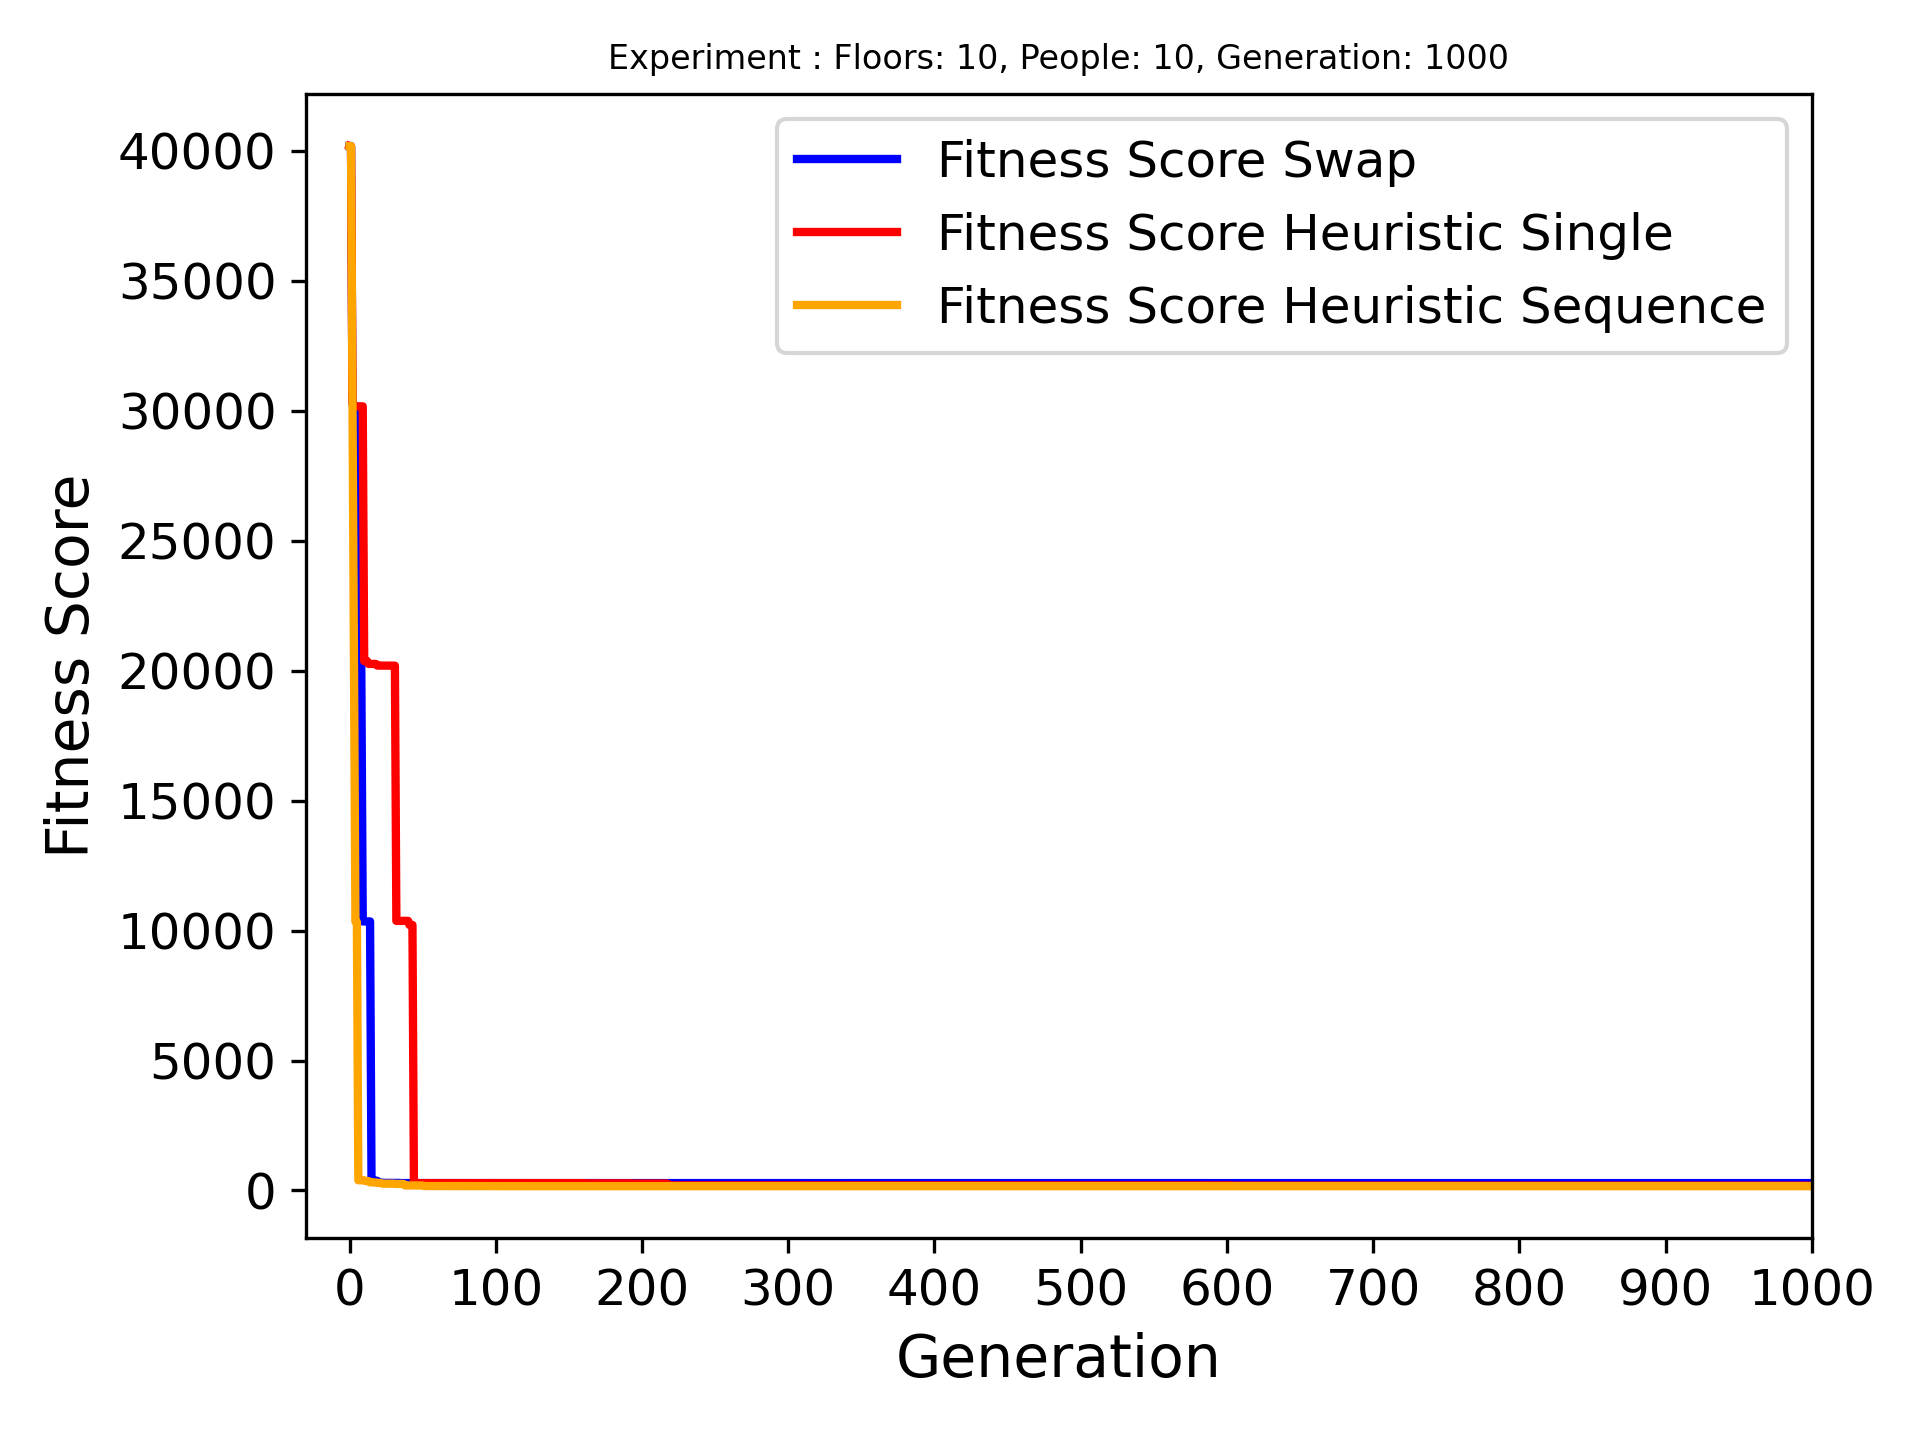 Experiment : Floors: 10, People: 10, Generation: 1000
Fitness Score Swap
Fitness Score Heuristic Single
Fitness Score Heuristic Sequence
Fitness Score
40000
35000
30000
25000
20000
15000
10000
5000
0
0 100 200 300 400 500 600 700 800 900 1000
Generation